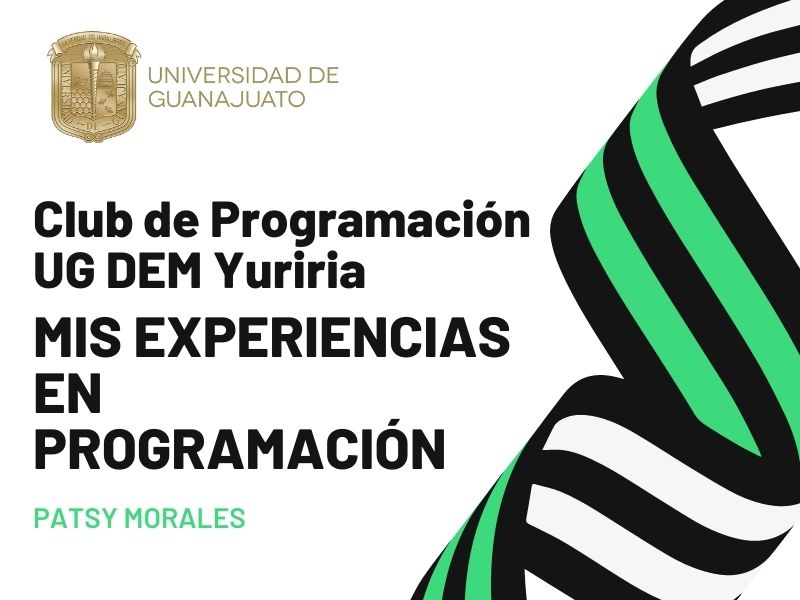 UNIVERSIDAD DE
GUANAJUATO
Club de Programación
UG DEM Yuriria
MIS EXPERIENCIAS
EN
PROGRAMACIÓN
PATSY MORALES